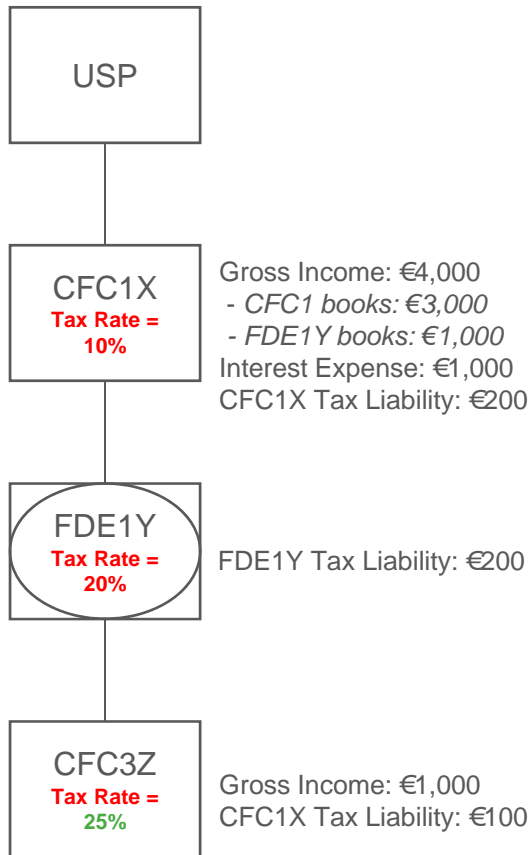 USP
CFC1X
Tax Rate =
10%
Gross Income: €4,000
- CFC1 books: €3,000
- FDE1Y books: €1,000
Interest Expense: €1,000
CFC1X Tax Liability: €200
FDE1Y
Tax Rate =
20%
FDE1Y Tax Liability: €200
CFC3Z
Tax Rate =
25%
Gross Income: €1,000
CFC1X Tax Liability: €100